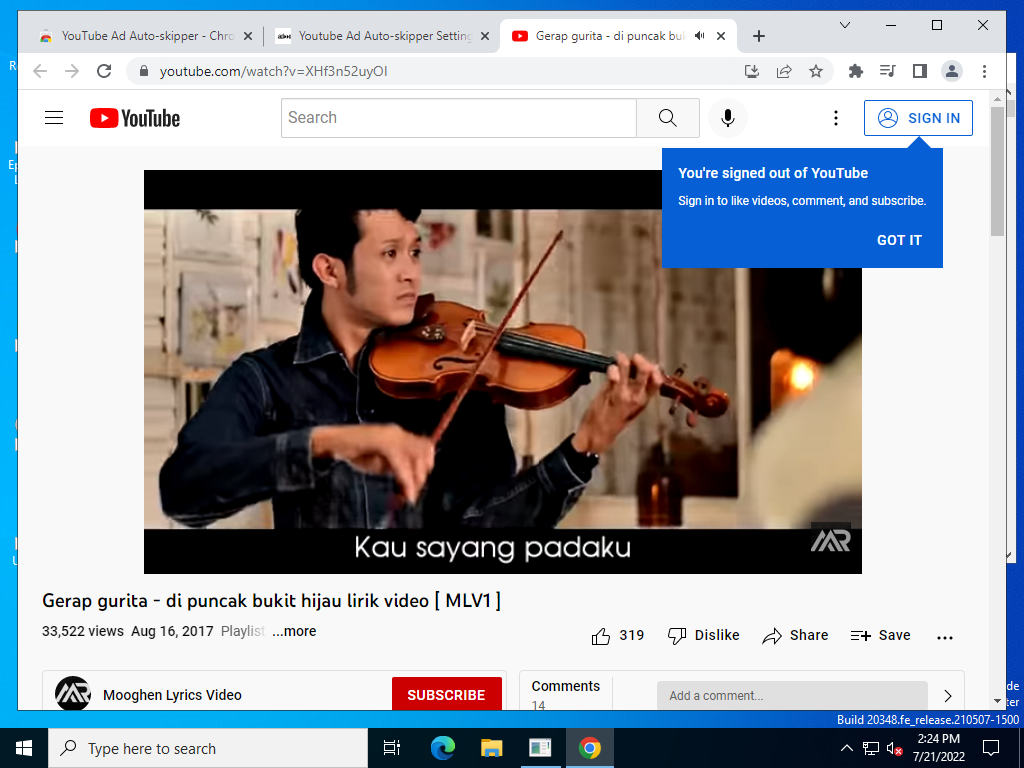 YouTube Ad Auto-skipper - Chro
Youtube Ad Auto-skipper Setting
Gerap gurita - di puncak bu
youtube.com/watch?v=XHf3n52uyOI
YouTube
Search
SIGN IN
You're signed out of YouTube
Sign in to like videos, comment, and subscribe.
GOT IT
Kau sayang padaku
Gerap gurita - di puncak bukit hijau lirik video [ MLV1 ]
33,522 views Aug 16, 2017 Playlist ...more
319 Dislike Share Save
Mooghen Lyrics Video
SUBSCRIBE
Comments
14
Add a comment...
Build 20348.fe_release.210507-1500
Type here to search
2:24 PM
7/21/2022